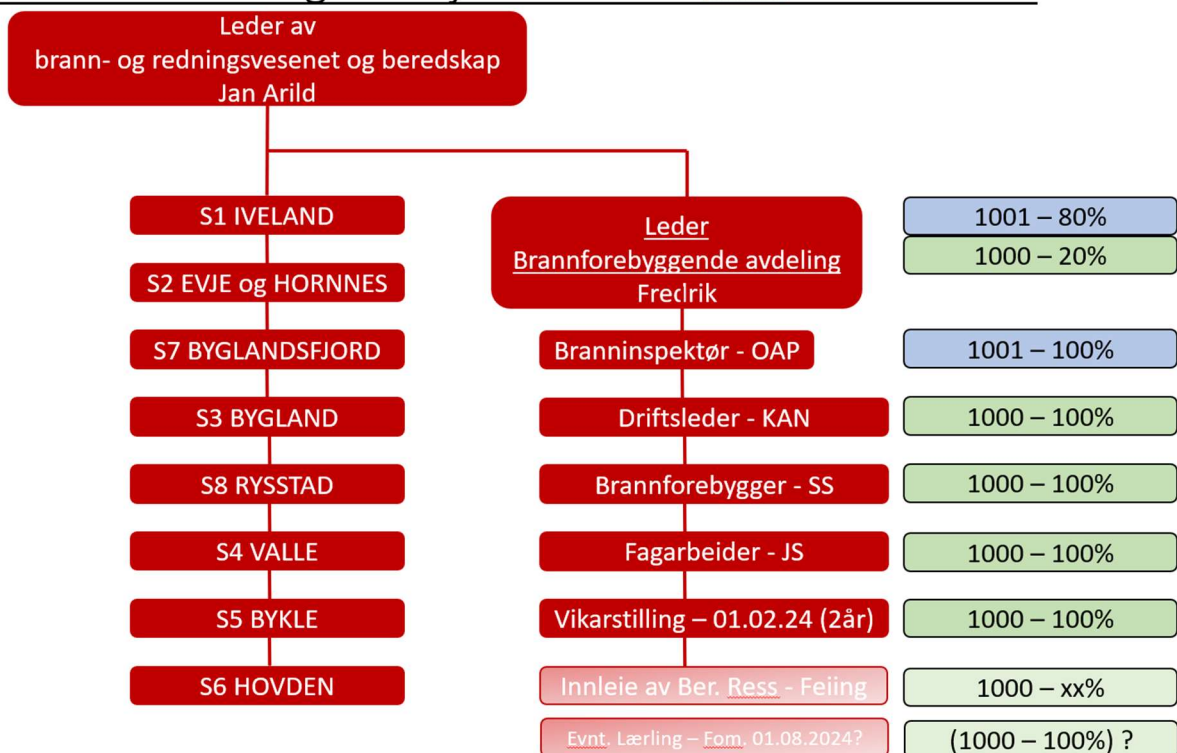 Leder av
brann- og redningsvesenet og beredskap
Jan Arild
S1 IVELAND
S2 EVJE og HORNNES
S7 BYGLANDSFJORD
S3 BYGLAND
S8 RYSSTAD
S4 VALLE
S5 BYKLE
S6 HOVDEN
Leder
Brannforebyggende avdeling
Fredrik
1001 – 80%
1000 – 20%
Branninspektør - OAP
1001 – 100%
Driftsleder - KAN
1000 – 100%
Brannforebygger - SS
1000 – 100%
Fagarbeider - JS
1000 – 100%
Vikarstilling – 01.02.24 (2år)
1000 – 100%
Innleie av Ber. Ress - Feiing
1000 – xx%
Evnt. Lærling – Fom. 01.08.2024?
(1000 – 100%) ?